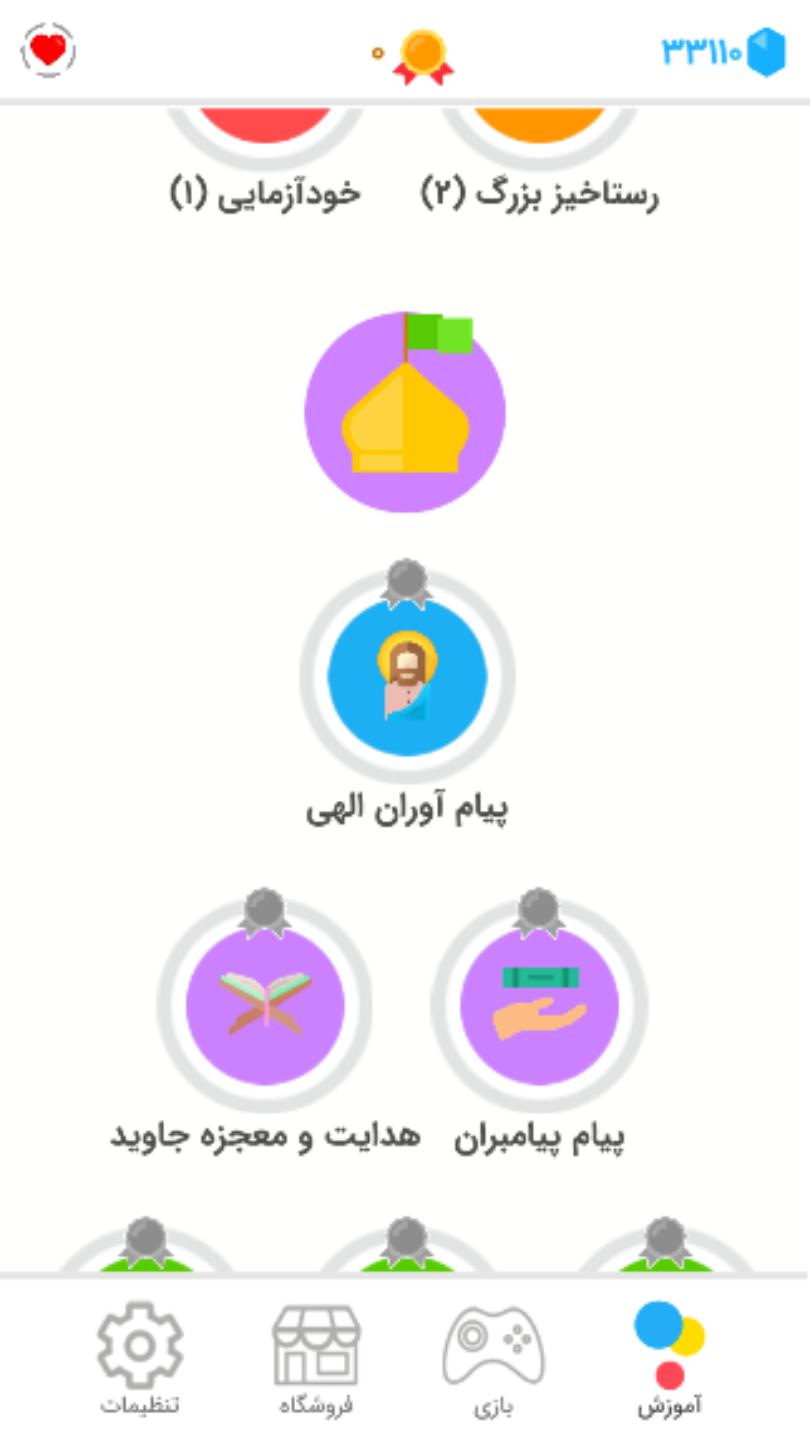 ۳۳۱۱۰
۰
رستاخیز بزرگ (۲)
خودآزمایی (۱)
پیام آوران الهی
پیام پیامبران
هدایت و معجزه جاوید
آموزش
بازی
فروشگاه
تنظیمات